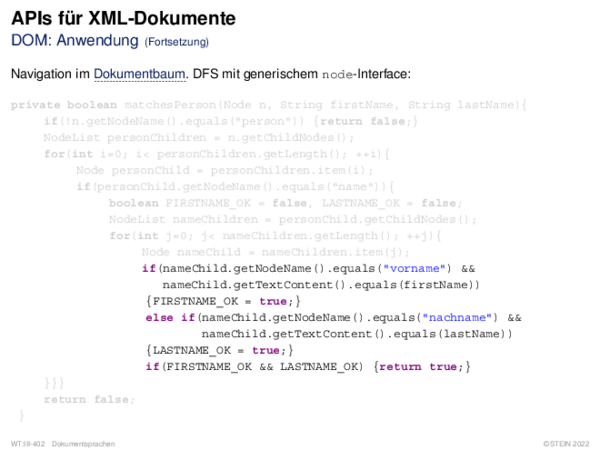 APIs für XML-Dokumente
DOM: Anwendung (Fortsetzung)
Navigation im Dokumentbaum. DFS mit generischem node-Interface:
private boolean matchesPerson(Node n, String firstName, String lastName){
if(!n.getNodeName().equals("person")) {return false;}
NodeList personChildren = n.getChildNodes();
for(int i=0; i< personChildren.getLength(); ++i){
Node personChild = personChildren.item(i);
if(personChild.getNodeName().equals("name")){
boolean FIRSTNAME_OK = false, LASTNAME_OK = false;
NodeList nameChildren = personChild.getChildNodes();
for(int j=0; j< nameChildren.getLength(); ++j){
Node nameChild = nameChildren.item(j);
if(nameChild.getNodeName().equals("vorname") &&
nameChild.getTextContent().equals(firstName))
{FIRSTNAME_OK = true;}
else if(nameChild.getNodeName().equals("nachname") &&
nameChild.getTextContent().equals(lastName))
{LASTNAME_OK = true;}
if(FIRSTNAME_OK && LASTNAME_OK) {return true;}
}}}
return false;
}
WT:III-402 Dokumentsprachen ©STEIN 2022